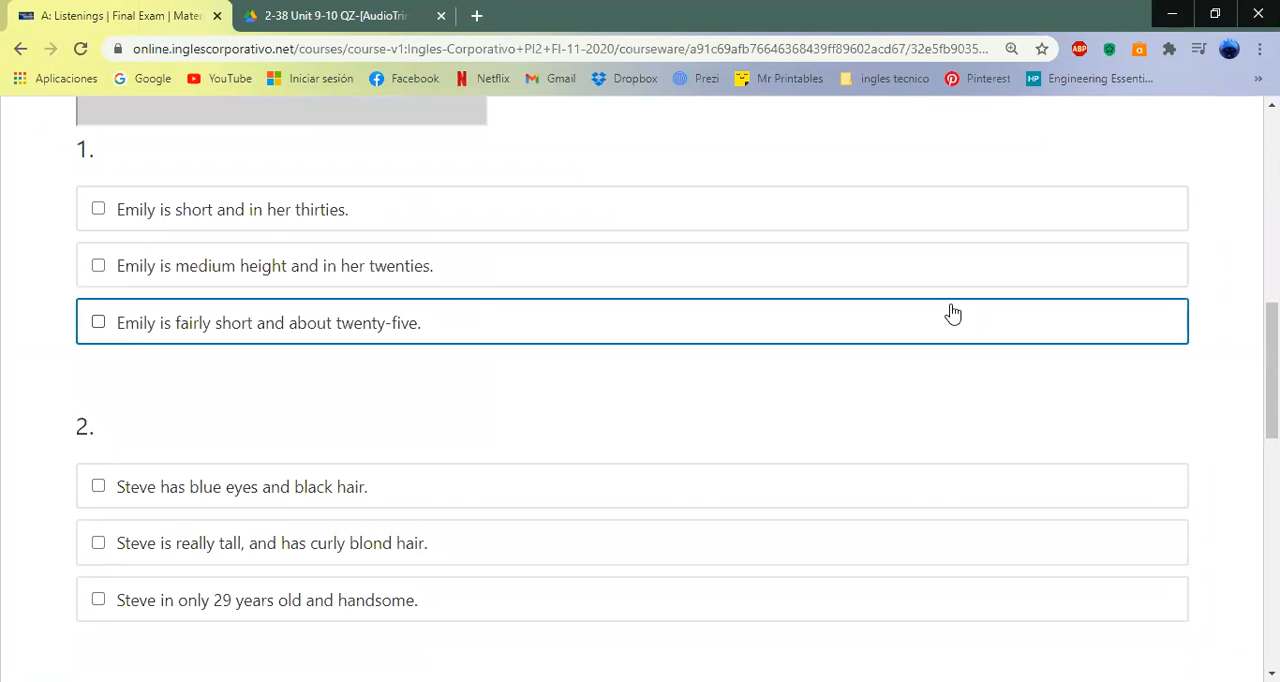 A: Listenings | Final Exam | Mater
2-38 Unit 9-10 QZ-[AudioTri
online.inglescorporativo.net/courses/course-v1:Ingles-Corporativo+PI2+FI-11-2020/courseware/a91c69afb76646368439ff89602acd67/32e5fb9035...
ABP
Aplicaciones Google YouTube Iniciar sesión Facebook Netflix Gmail Dropbox Prezi Mr Printables ingles tecnico Pinterest HP Engineering Essenti... »
1.
Emily is short and in her thirties.
Emily is medium height and in her twenties.
Emily is fairly short and about twenty-five.
2.
Steve has blue eyes and black hair.
Steve is really tall, and has curly blond hair.
Steve in only 29 years old and handsome.